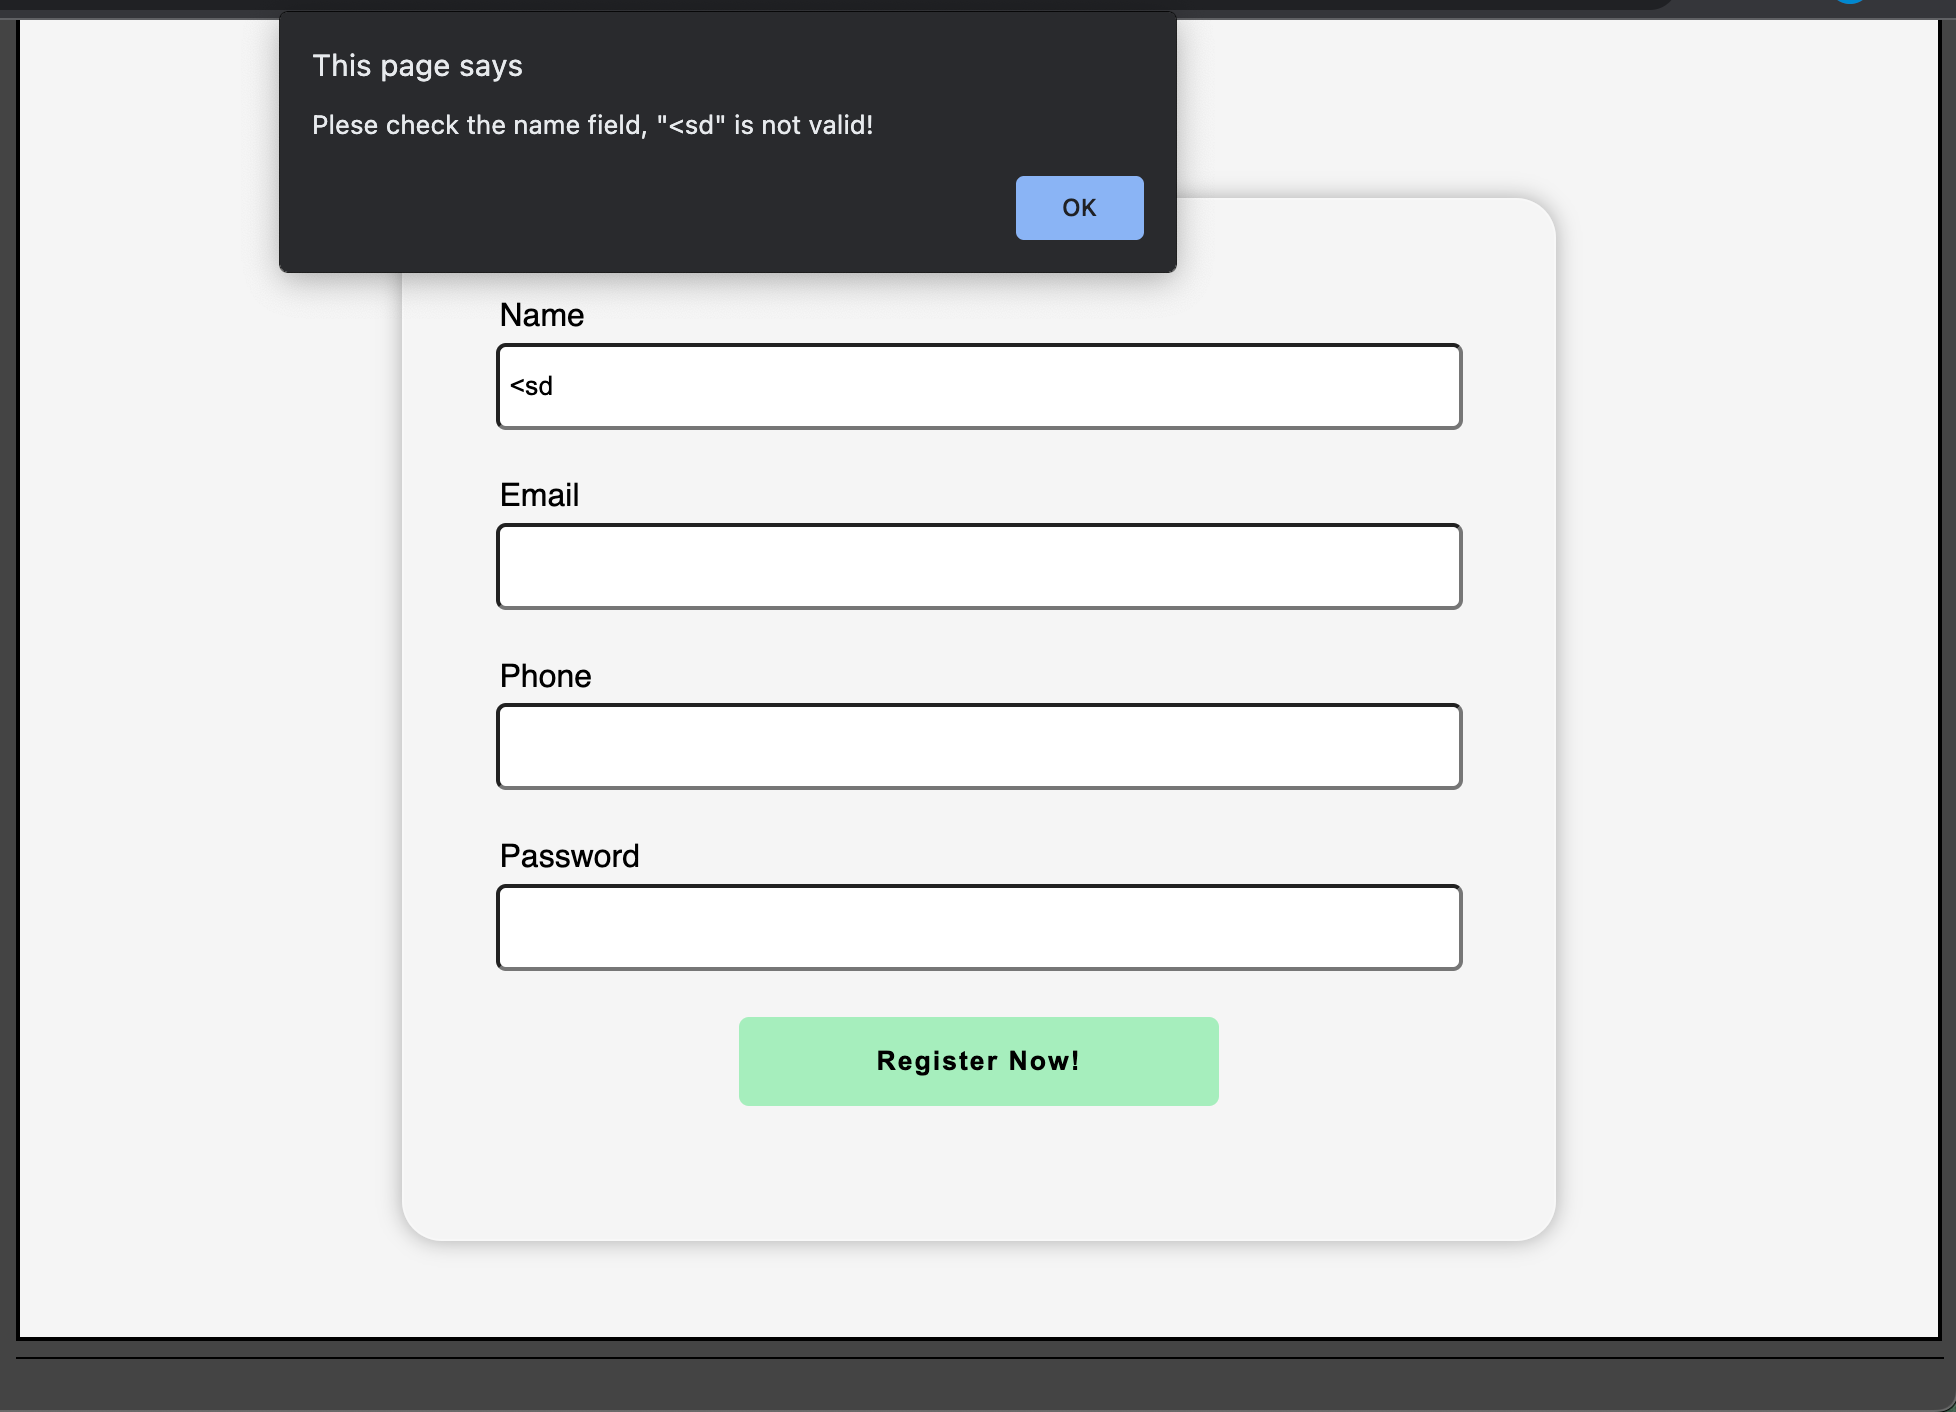 This page says
Plese check the name field, "<sd" is not valid!
OK
Name
<sd
Email
Phone
Password
Register Now!